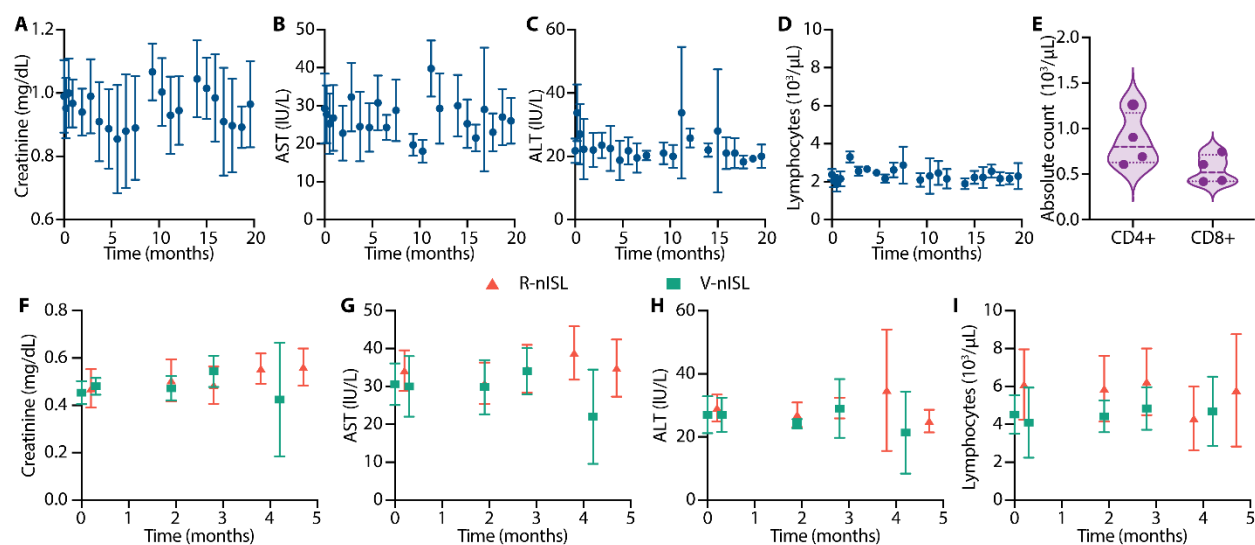 A
Creatinine (mg/dL)
1.2
1.0
0.8
0.6
0 5 10 15 20
Time (months)
B
AST (IU/L)
50
40
30
20
10
0
0 5 10 15 20
Time (months)
C
ALT (IU/L)
60
40
20
0
0 5 10 15 20
Time (months)
D
Lymphocytes (10³/µL)
10
8
6
4
2
0
0 5 10 15 20
Time (months)
E
Absolute count (10³/µL)
2.0
1.5
1.0
0.5
0.0
CD4+ CD8+
R-nISL V-nISL
F
Creatinine (mg/dL)
0.8
0.6
0.4
0.2
0.0
0 1 2 3 4 5
Time (months)
G
AST (IU/L)
50
40
30
20
10
0
0 1 2 3 4 5
Time (months)
H
ALT (IU/L)
60
40
20
0
0 1 2 3 4 5
Time (months)
I
Lymphocytes (10³/µL)
10
8
6
4
2
0
0 1 2 3 4 5
Time (months)